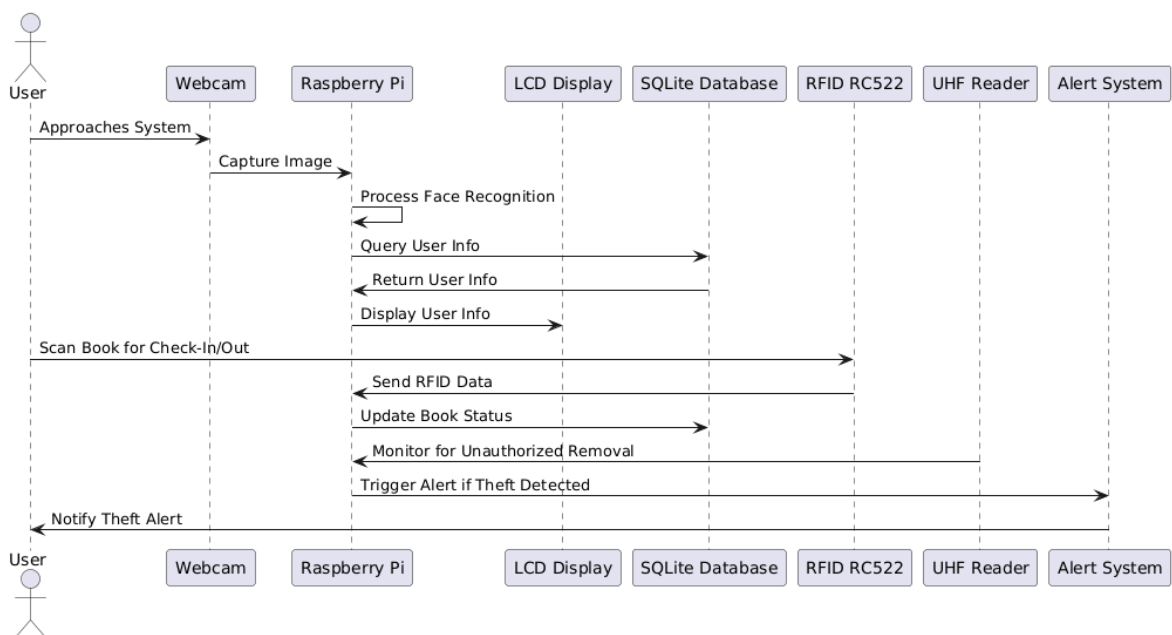 User
Webcam
Raspberry Pi
LCD Display
SQLite Database
RFID RC522
UHF Reader
Alert System
Approaches System
Capture Image
Process Face Recognition
Query User Info
Return User Info
Display User Info
Scan Book for Check-In/Out
Send RFID Data
Update Book Status
Monitor for Unauthorized Removal
Trigger Alert if Theft Detected
Notify Theft Alert
User
Webcam
Raspberry Pi
LCD Display
SQLite Database
RFID RC522
UHF Reader
Alert System